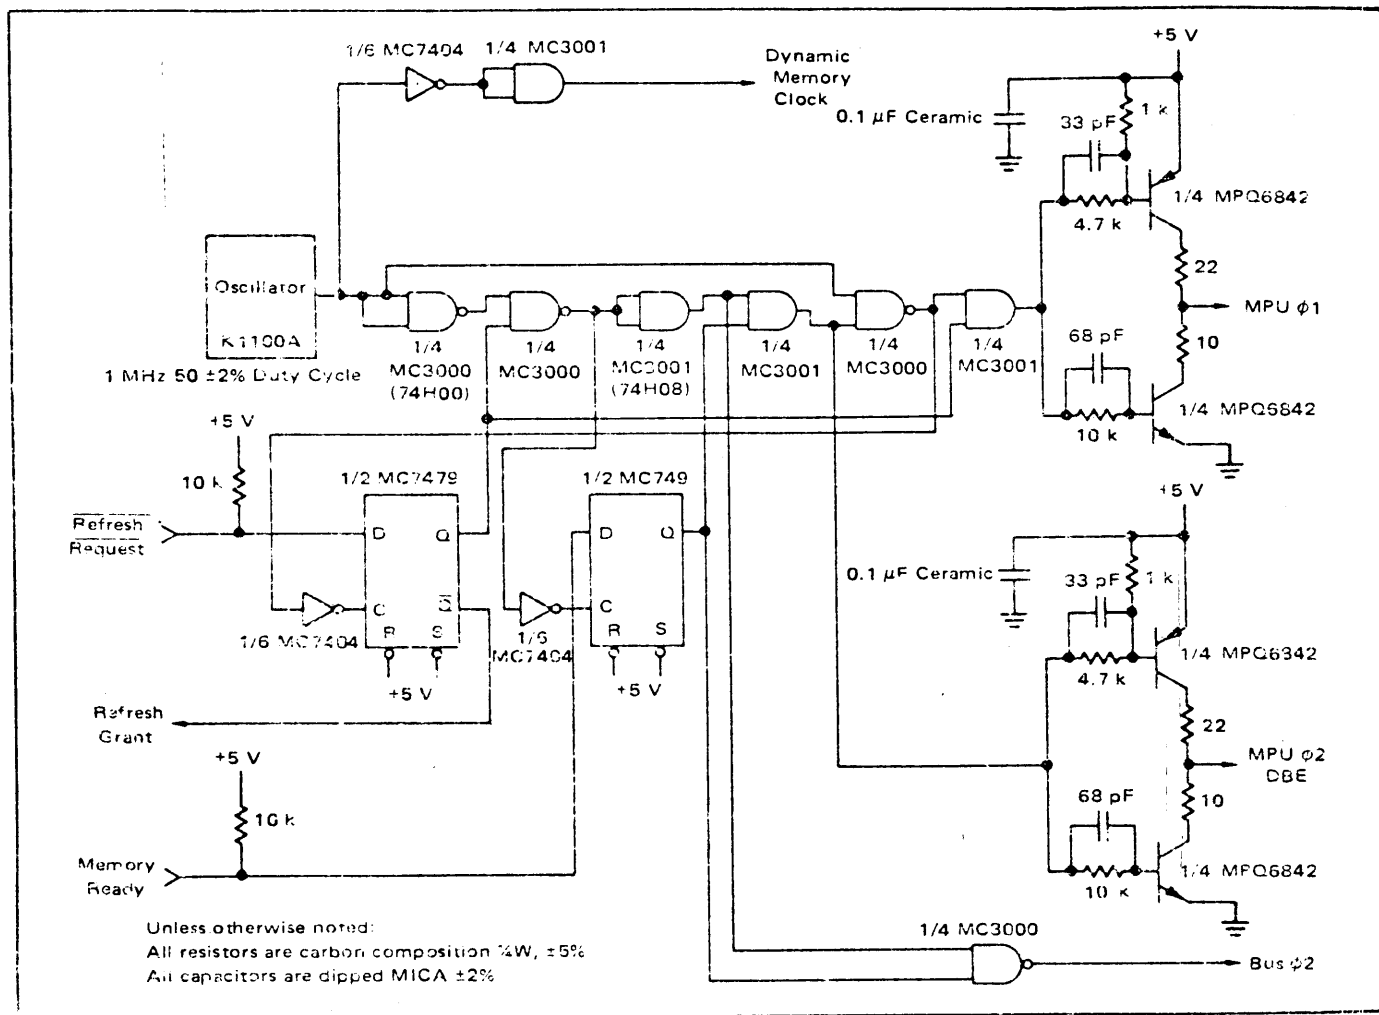 1/6 MC7404
1/4 MC3001
Dynamic
Memory
Clock
+5 V
0.1 µF Ceramic
33 pF
1 k
1/4 MPQ6842
4.7 k
22
MPU ϕ1
10
68 pF
1/4 MPQ6842
10 k
Oscillator
K1100A
1 MHz 50 ±2% Duty Cycle
1/4
MC3000
(74H00)
1/4
MC3000
1/4
MC3001
(74H08)
1/4
MC3001
1/4
MC3000
1/4
MC3001
+5 V
10 k
1/2 MC7479
1/2 MC749
Refresh
Request
D
Q
C
Q
R
S
1/6 MC7404
+5 V
D
Q
C
R
S
1/6
MC7404
+5 V
Refresh
Grant
+5 V
10 k
Memory
Ready
+5 V
0.1 µF Ceramic
33 pF
1 k
1/4 MPQ6842
4.7 k
22
MPU ϕ2
DBE
10
68 pF
1/4 MPQ6842
10 k
1/4 MC3000
Bus ϕ2
Unless otherwise noted:
All resistors are carbon composition ¼W, ±5%
All capacitors are dipped MICA ±2%